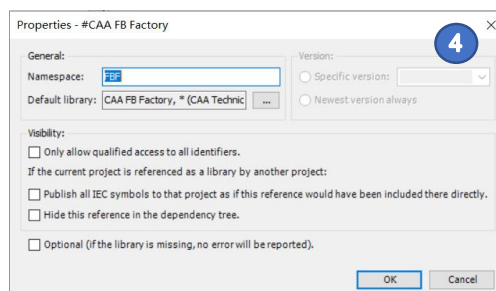 Properties - #CAA FB Factory
4
General:
Namespace: FBF
Default library: CAA FB Factory, * (CAA Technic ...
Version:
Specific version:
Newest version always
Visibility:
Only allow qualified access to all identifiers.
If the current project is referenced as a library by another project:
Publish all IEC symbols to that project as if this reference would have been included there directly.
Hide this reference in the dependency tree.
Optional (if the library is missing, no error will be reported).
OK Cancel